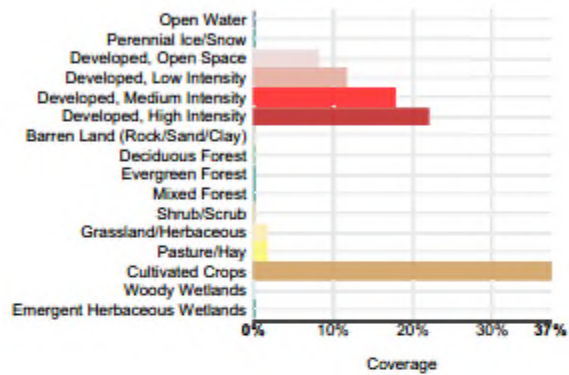 Open Water
Perennial Ice/Snow
Developed, Open Space
Developed, Low Intensity
Developed, Medium Intensity
Developed, High Intensity
Barren Land (Rock/Sand/Clay)
Deciduous Forest
Evergreen Forest
Mixed Forest
Shrub/Scrub
Grassland/Herbaceous
Pasture/Hay
Cultivated Crops
Woody Wetlands
Emergent Herbaceous Wetlands
0% 10% 20% 30% 37%
Coverage